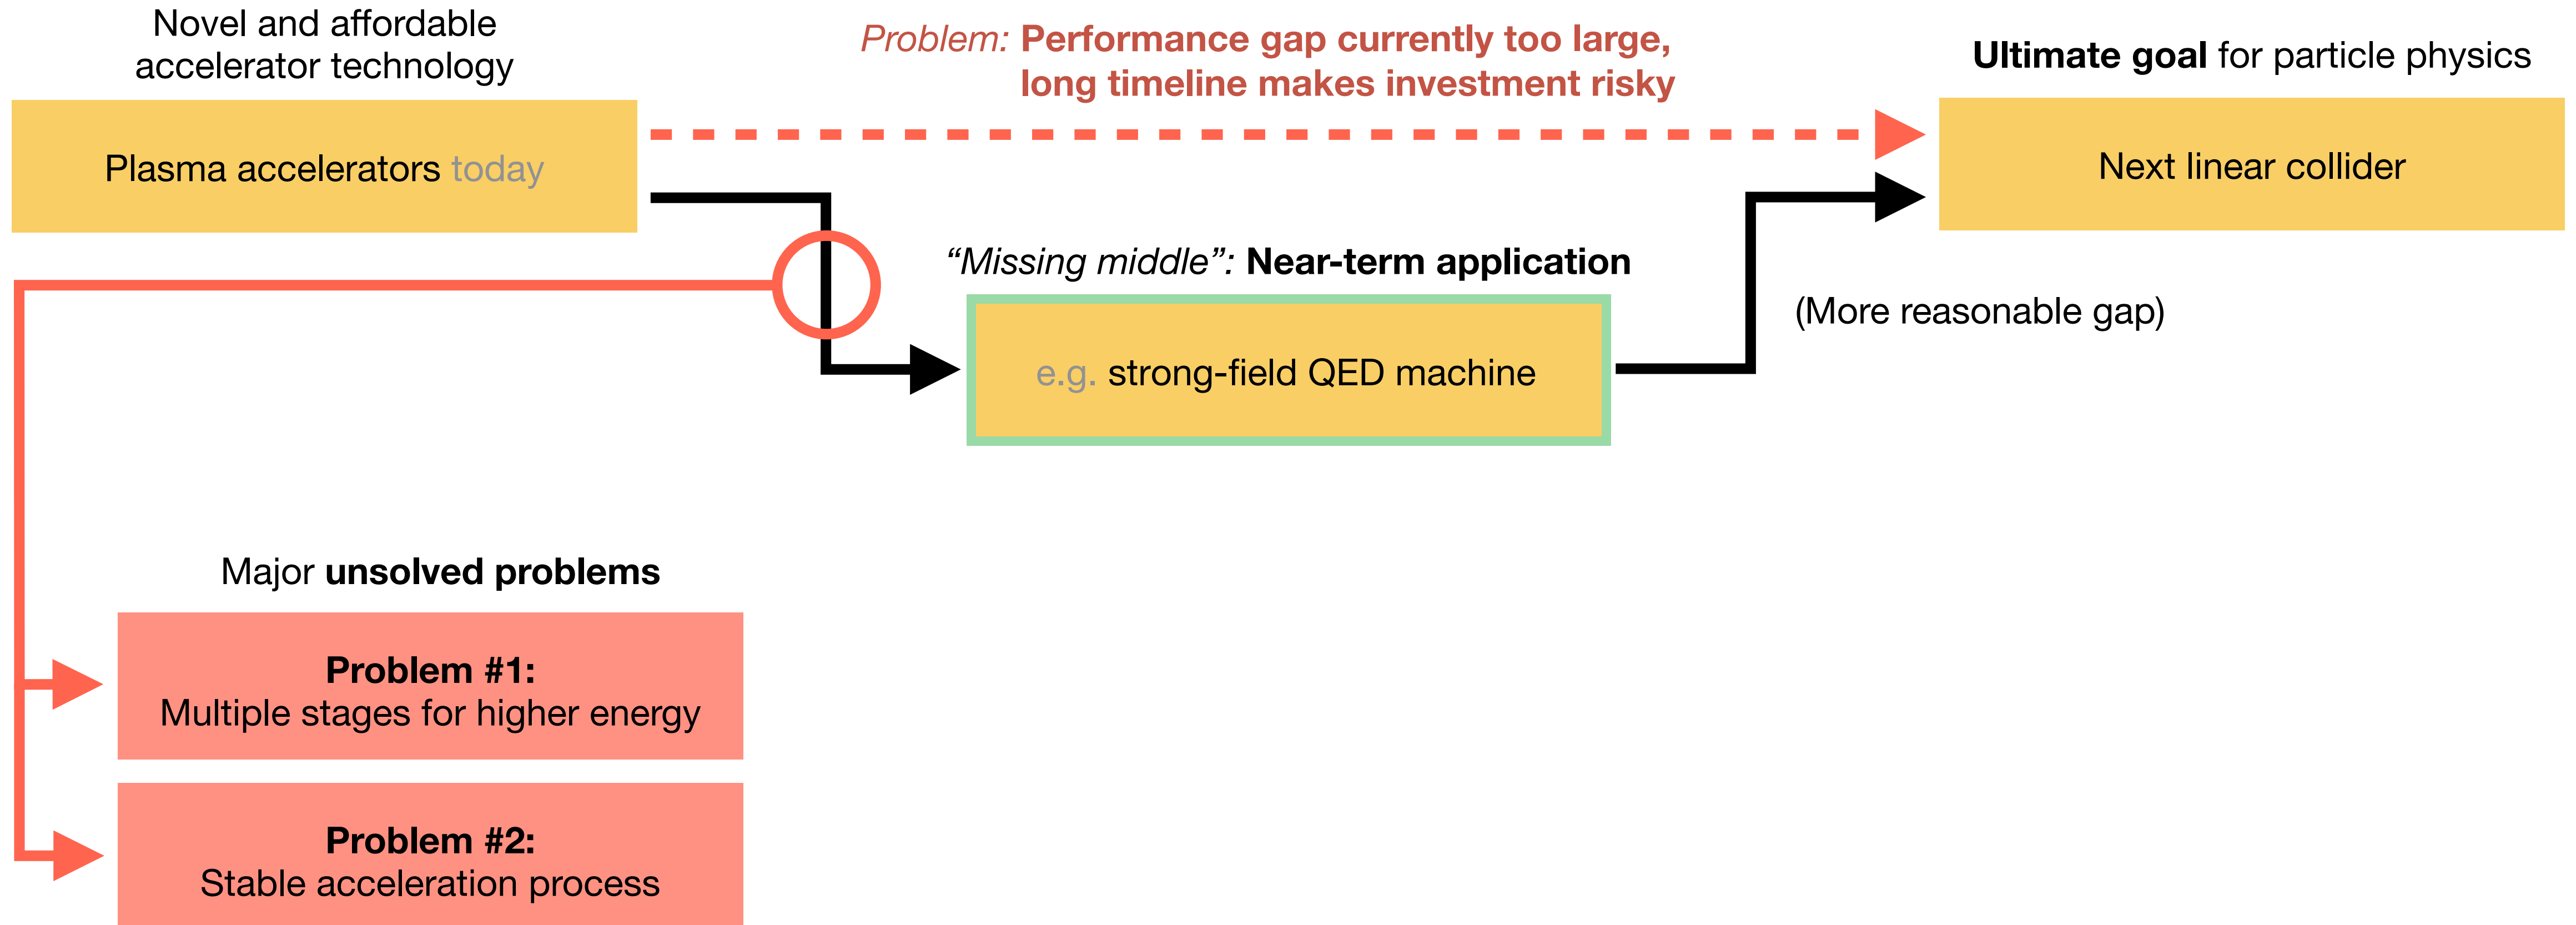 Novel and affordable
accelerator technology
Plasma accelerators today
Problem: Performance gap currently too large,
long timeline makes investment risky
Ultimate goal for particle physics
Next linear collider
“Missing middle”: Near-term application
e.g. strong-field QED machine
(More reasonable gap)
Major unsolved problems
Problem #1:
Multiple stages for higher energy
Problem #2:
Stable acceleration process